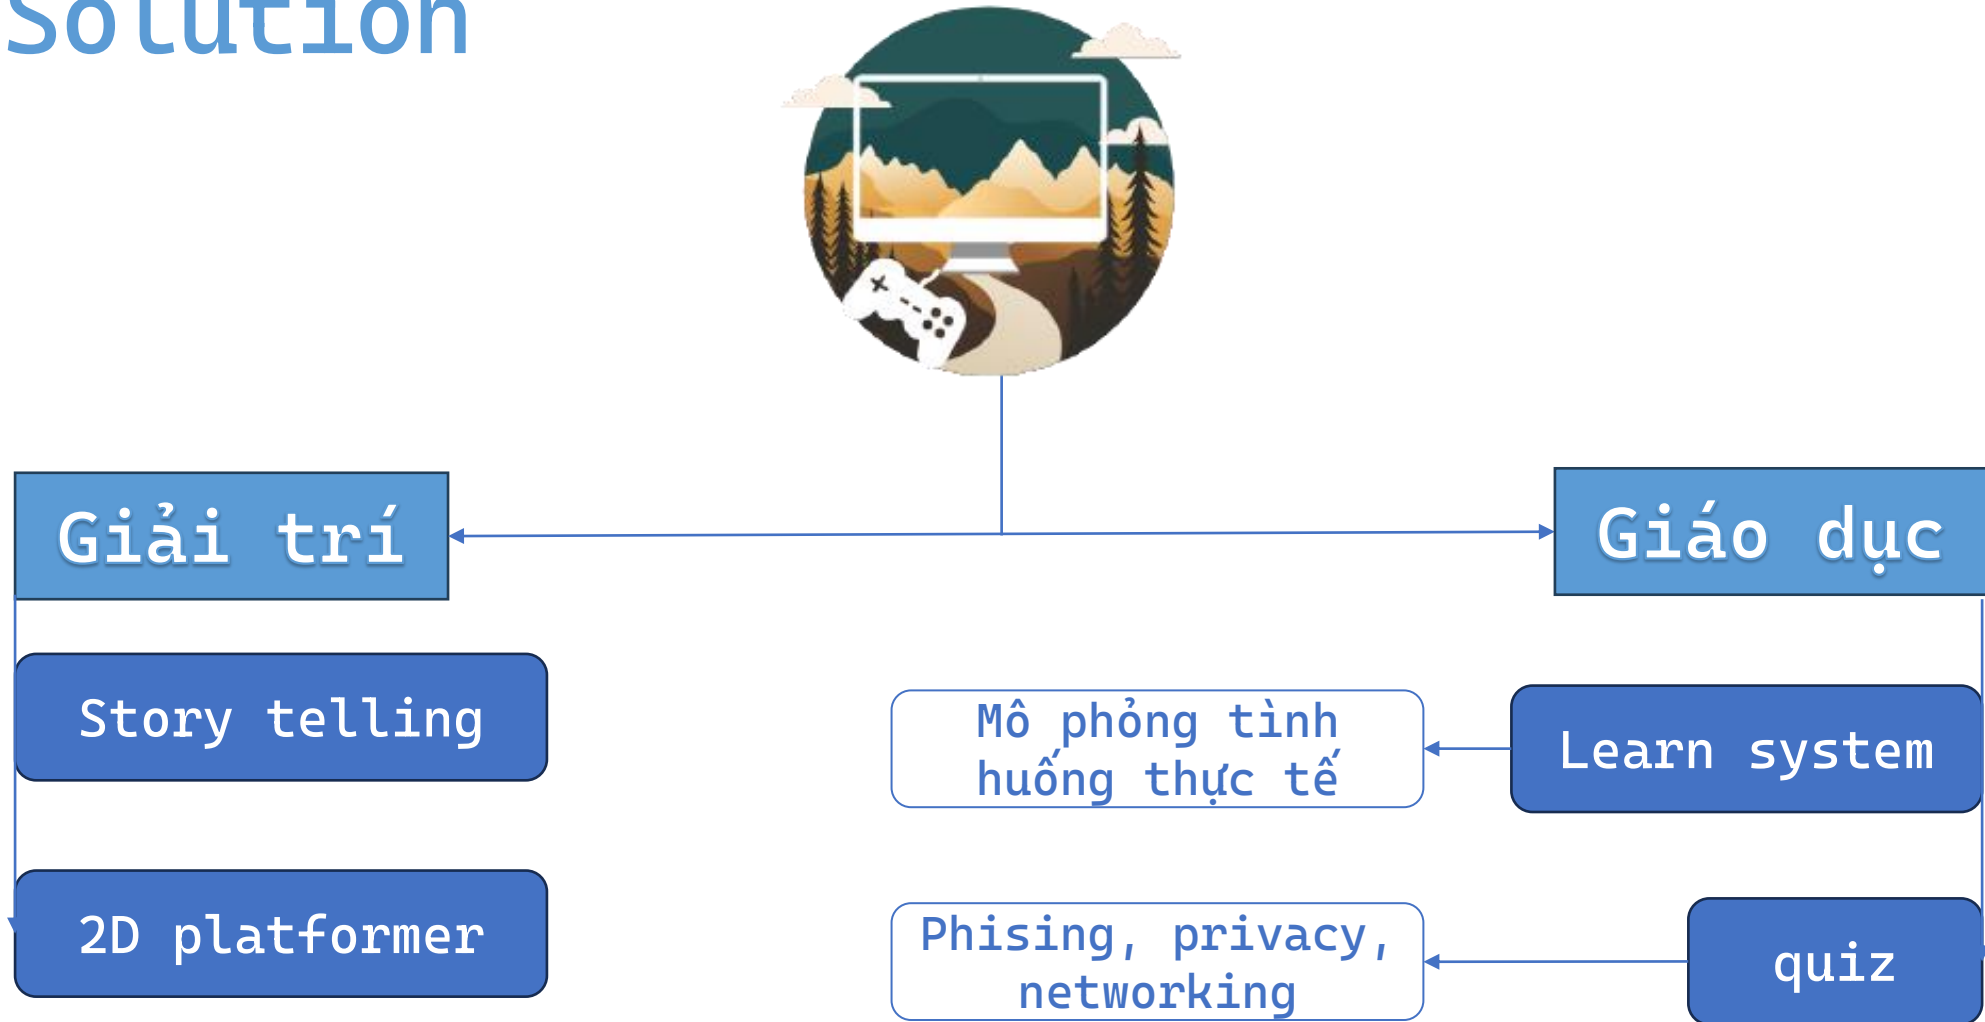 Solution
Giải trí
Giáo dục
Story telling
Mô phỏng tình
huống thực tế
Learn system
2D platformer
Phising, privacy,
networking
quiz